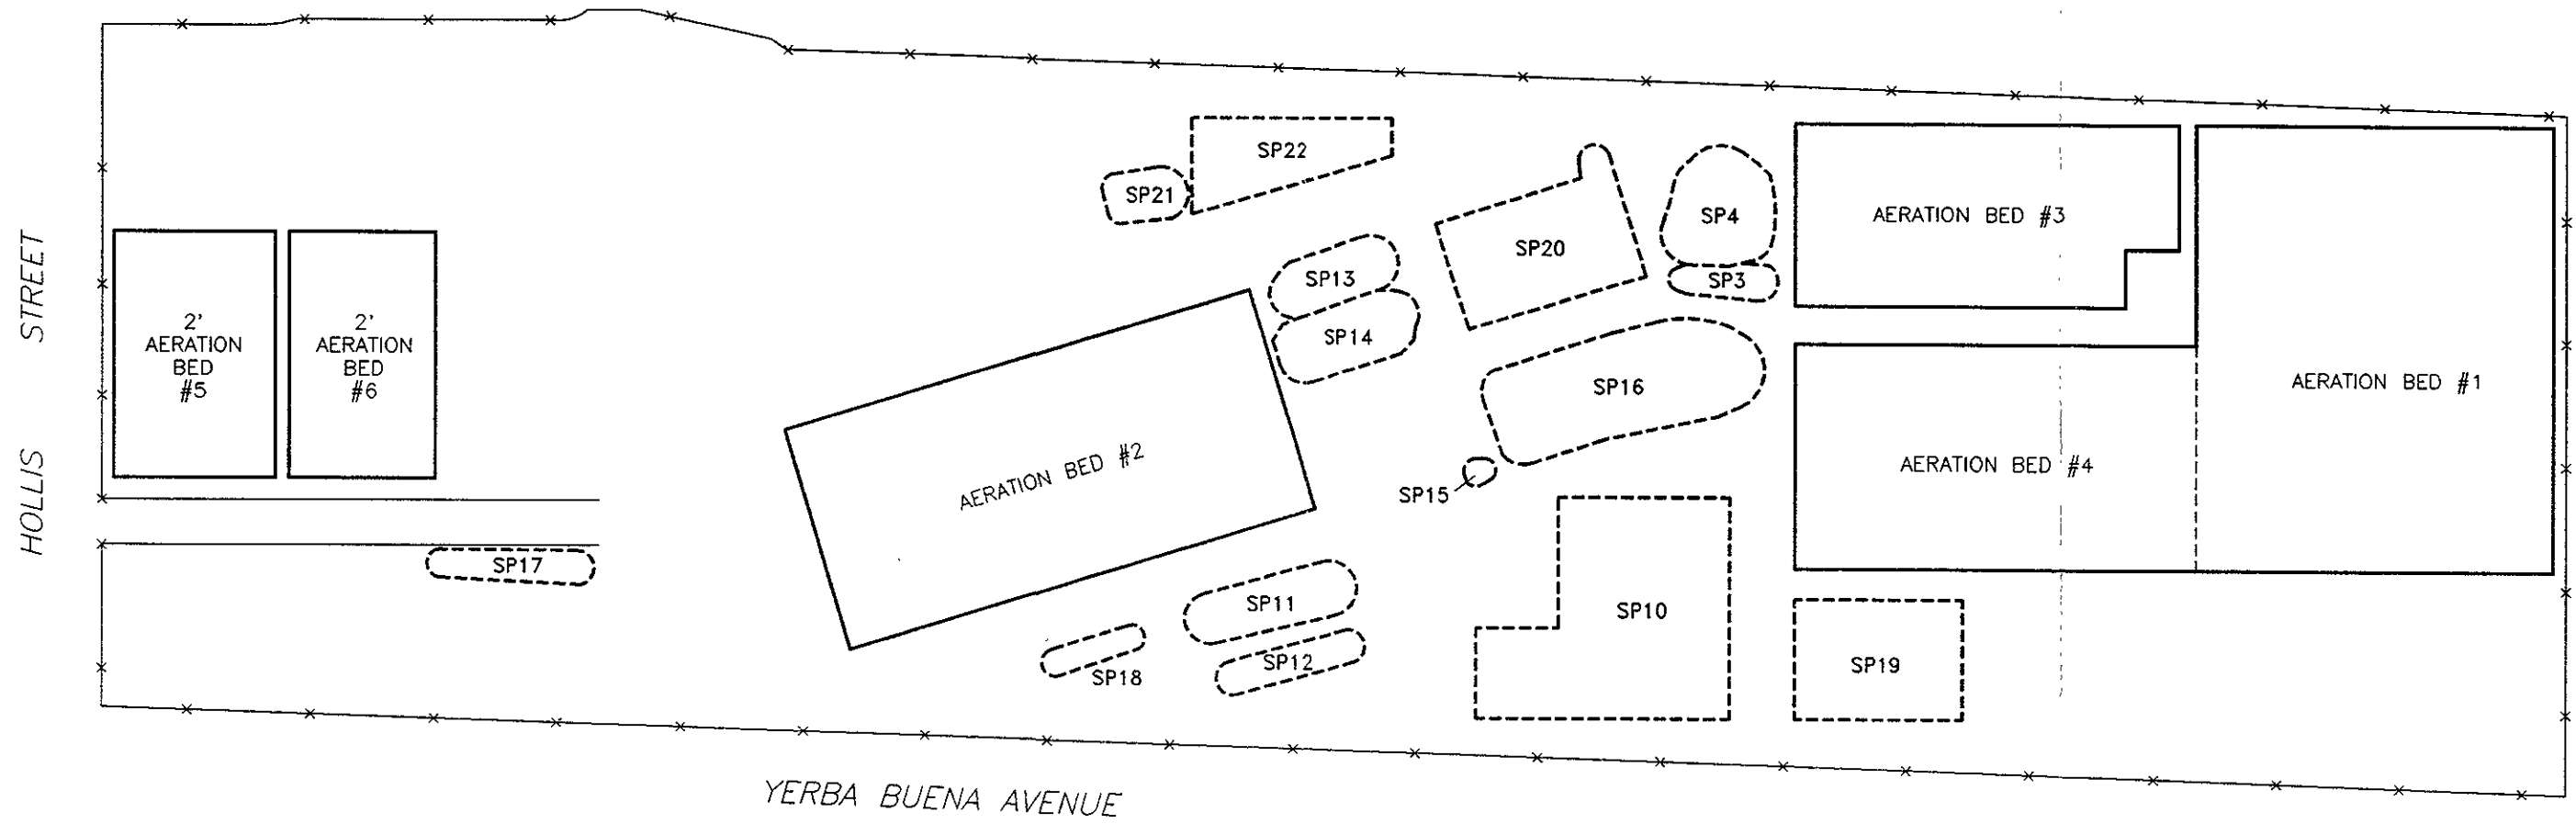 SP22
SP21
SP4
AERATION BED #3
SP20
SP13
SP3
HOLLIS STREET
2'
AERATION
BED
#5
2'
AERATION
BED
#6
SP14
SP16
AERATION BED #1
AERATION BED #2
AERATION BED #4
SP15
SP17
SP11
SP10
SP12
SP18
SP19
YERBA BUENA AVENUE